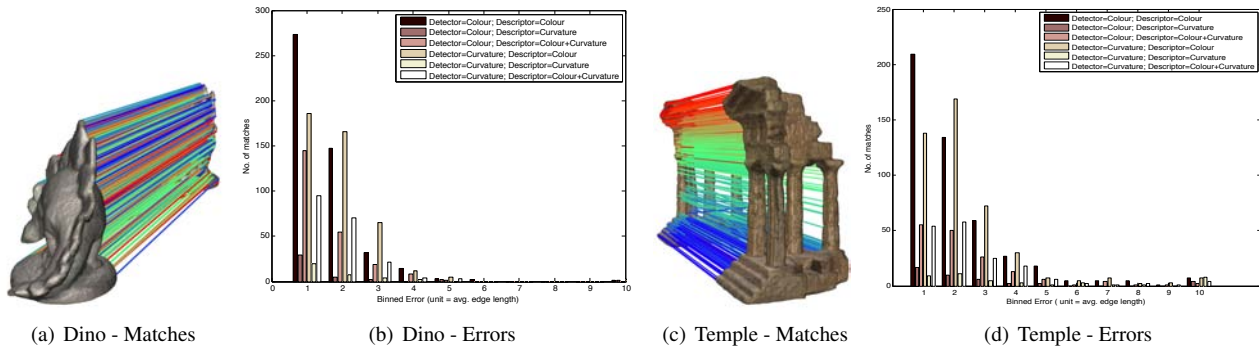 300
250
200
150
100
50
0
No. of matches
Detector=Colour; Descriptor=Colour
Detector=Colour; Descriptor=Curvature
Detector=Colour; Descriptor=Colour+Curvature
Detector=Curvature; Descriptor=Colour
Detector=Curvature; Descriptor=Curvature
Detector=Curvature; Descriptor=Colour+Curvature
0 1 2 3 4 5 6 7 8 9 10
Binned Error (unit = avg. edge length)
250
200
150
100
50
0
No. of matches
Detector=Colour; Descriptor=Colour
Detector=Colour; Descriptor=Curvature
Detector=Colour; Descriptor=Colour+Curvature
Detector=Curvature; Descriptor=Colour
Detector=Curvature; Descriptor=Curvature
Detector=Curvature; Descriptor=Colour+Curvature
1 2 3 4 5 6 7 8 9 10
Binned Error ( unit = avg. edge length)
(a) Dino - Matches
(b) Dino - Errors
(c) Temple - Matches
(d) Temple - Errors